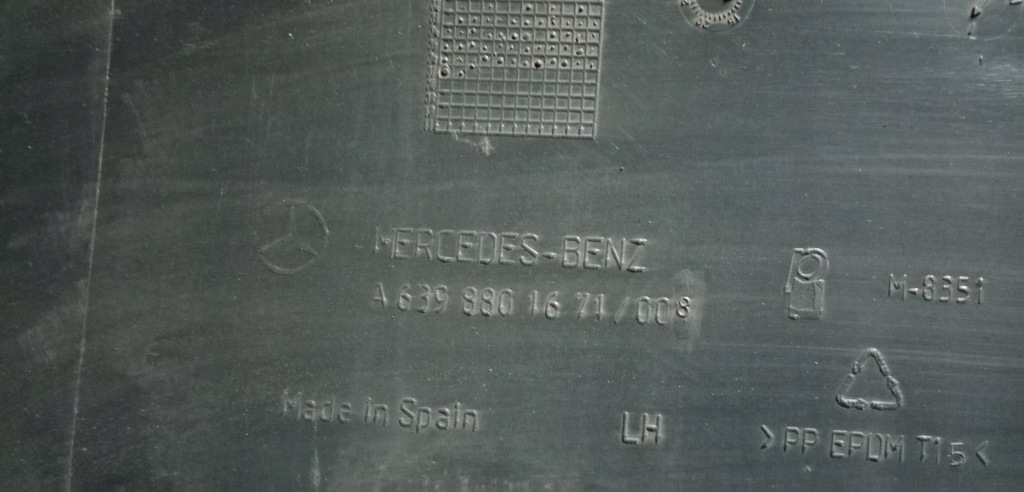 MERCEDES-BENZ
A 639 880 16 71 / 008
M-8351
Made in Spain
LH
>PP EPDM T15<